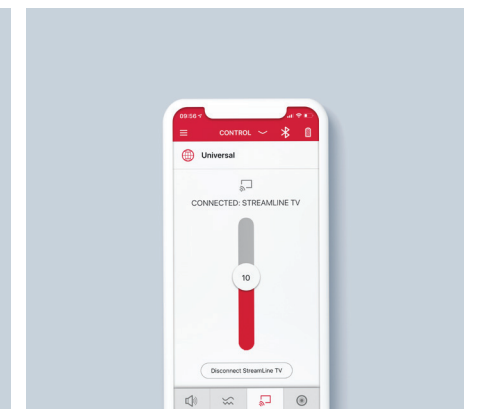 09:56
CONTROL
Universal
CONNECTED: STREAMLINE TV
10
Disconnect StreamLine TV